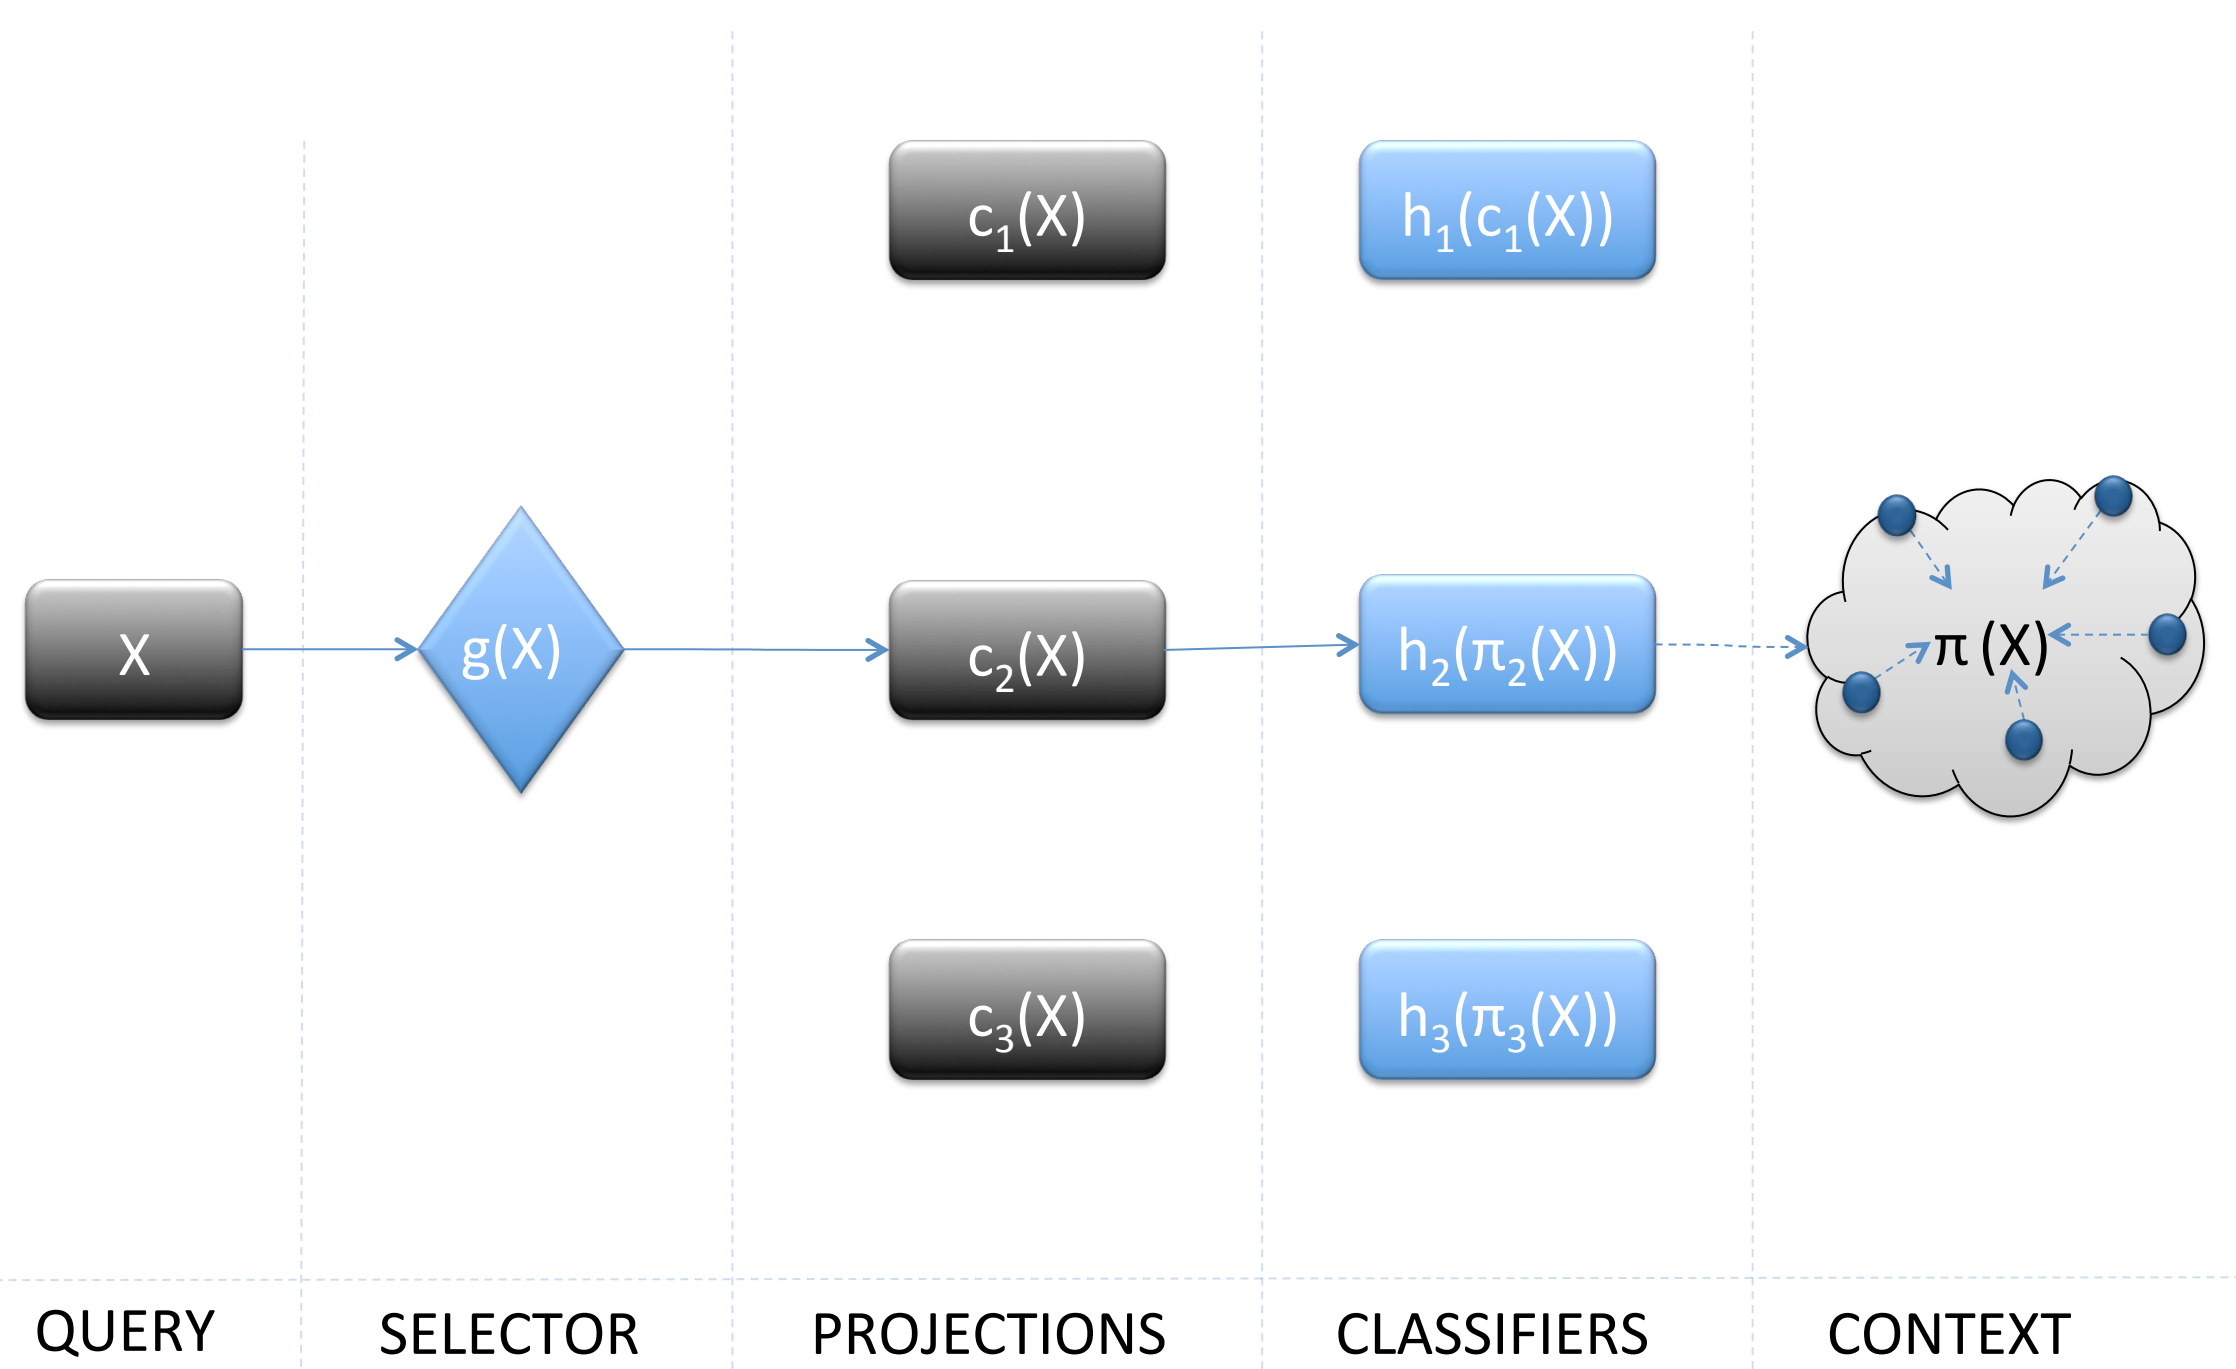 c₁(X) h₁(c₁(X))
X g(X) c₂(X) h₂(π₂(X)) π (X)
c₃(X) h₃(π₃(X))
QUERY SELECTOR PROJECTIONS CLASSIFIERS CONTEXT